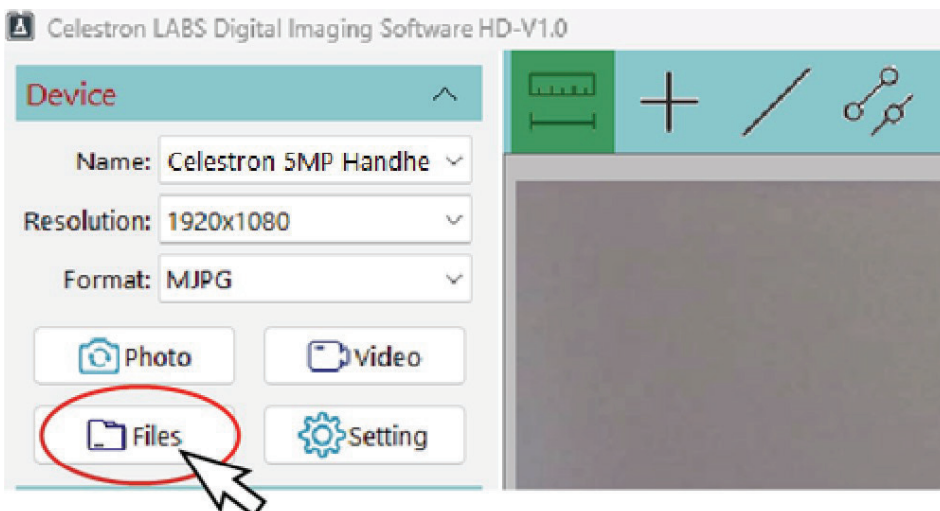 Celestron LABS Digital Imaging Software HD-V1.0
Device
Name: Celestron 5MP Handhe
Resolution: 1920x1080
Format: MJPG
Photo Video
Files Setting